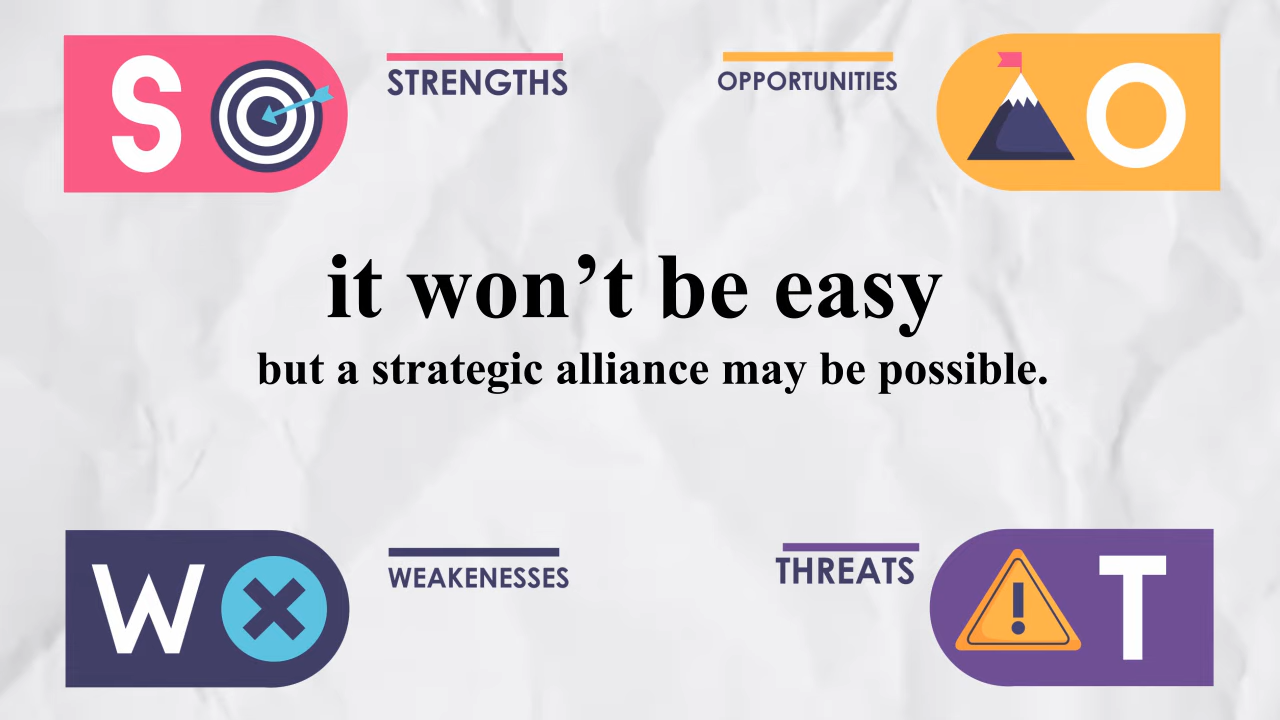 S
STRENGTHS
OPPORTUNITIES
O
it won’t be easy
but a strategic alliance may be possible.
W
WEAKENESSES
THREATS
T